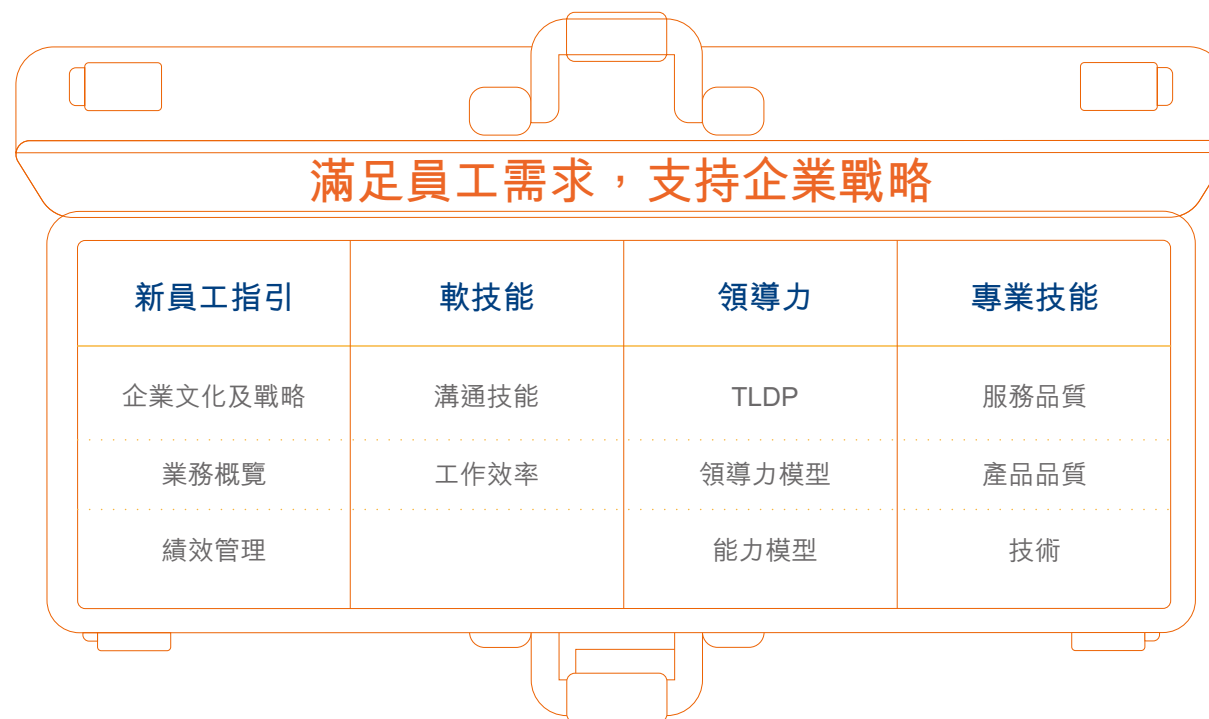 滿足員工需求，支持企業戰略
新員工指引 軟技能 領導力 專業技能
企業文化及戰略 溝通技能 TLDP 服務品質
業務概覽 工作效率 領導力模型 產品品質
績效管理 能力模型 技術